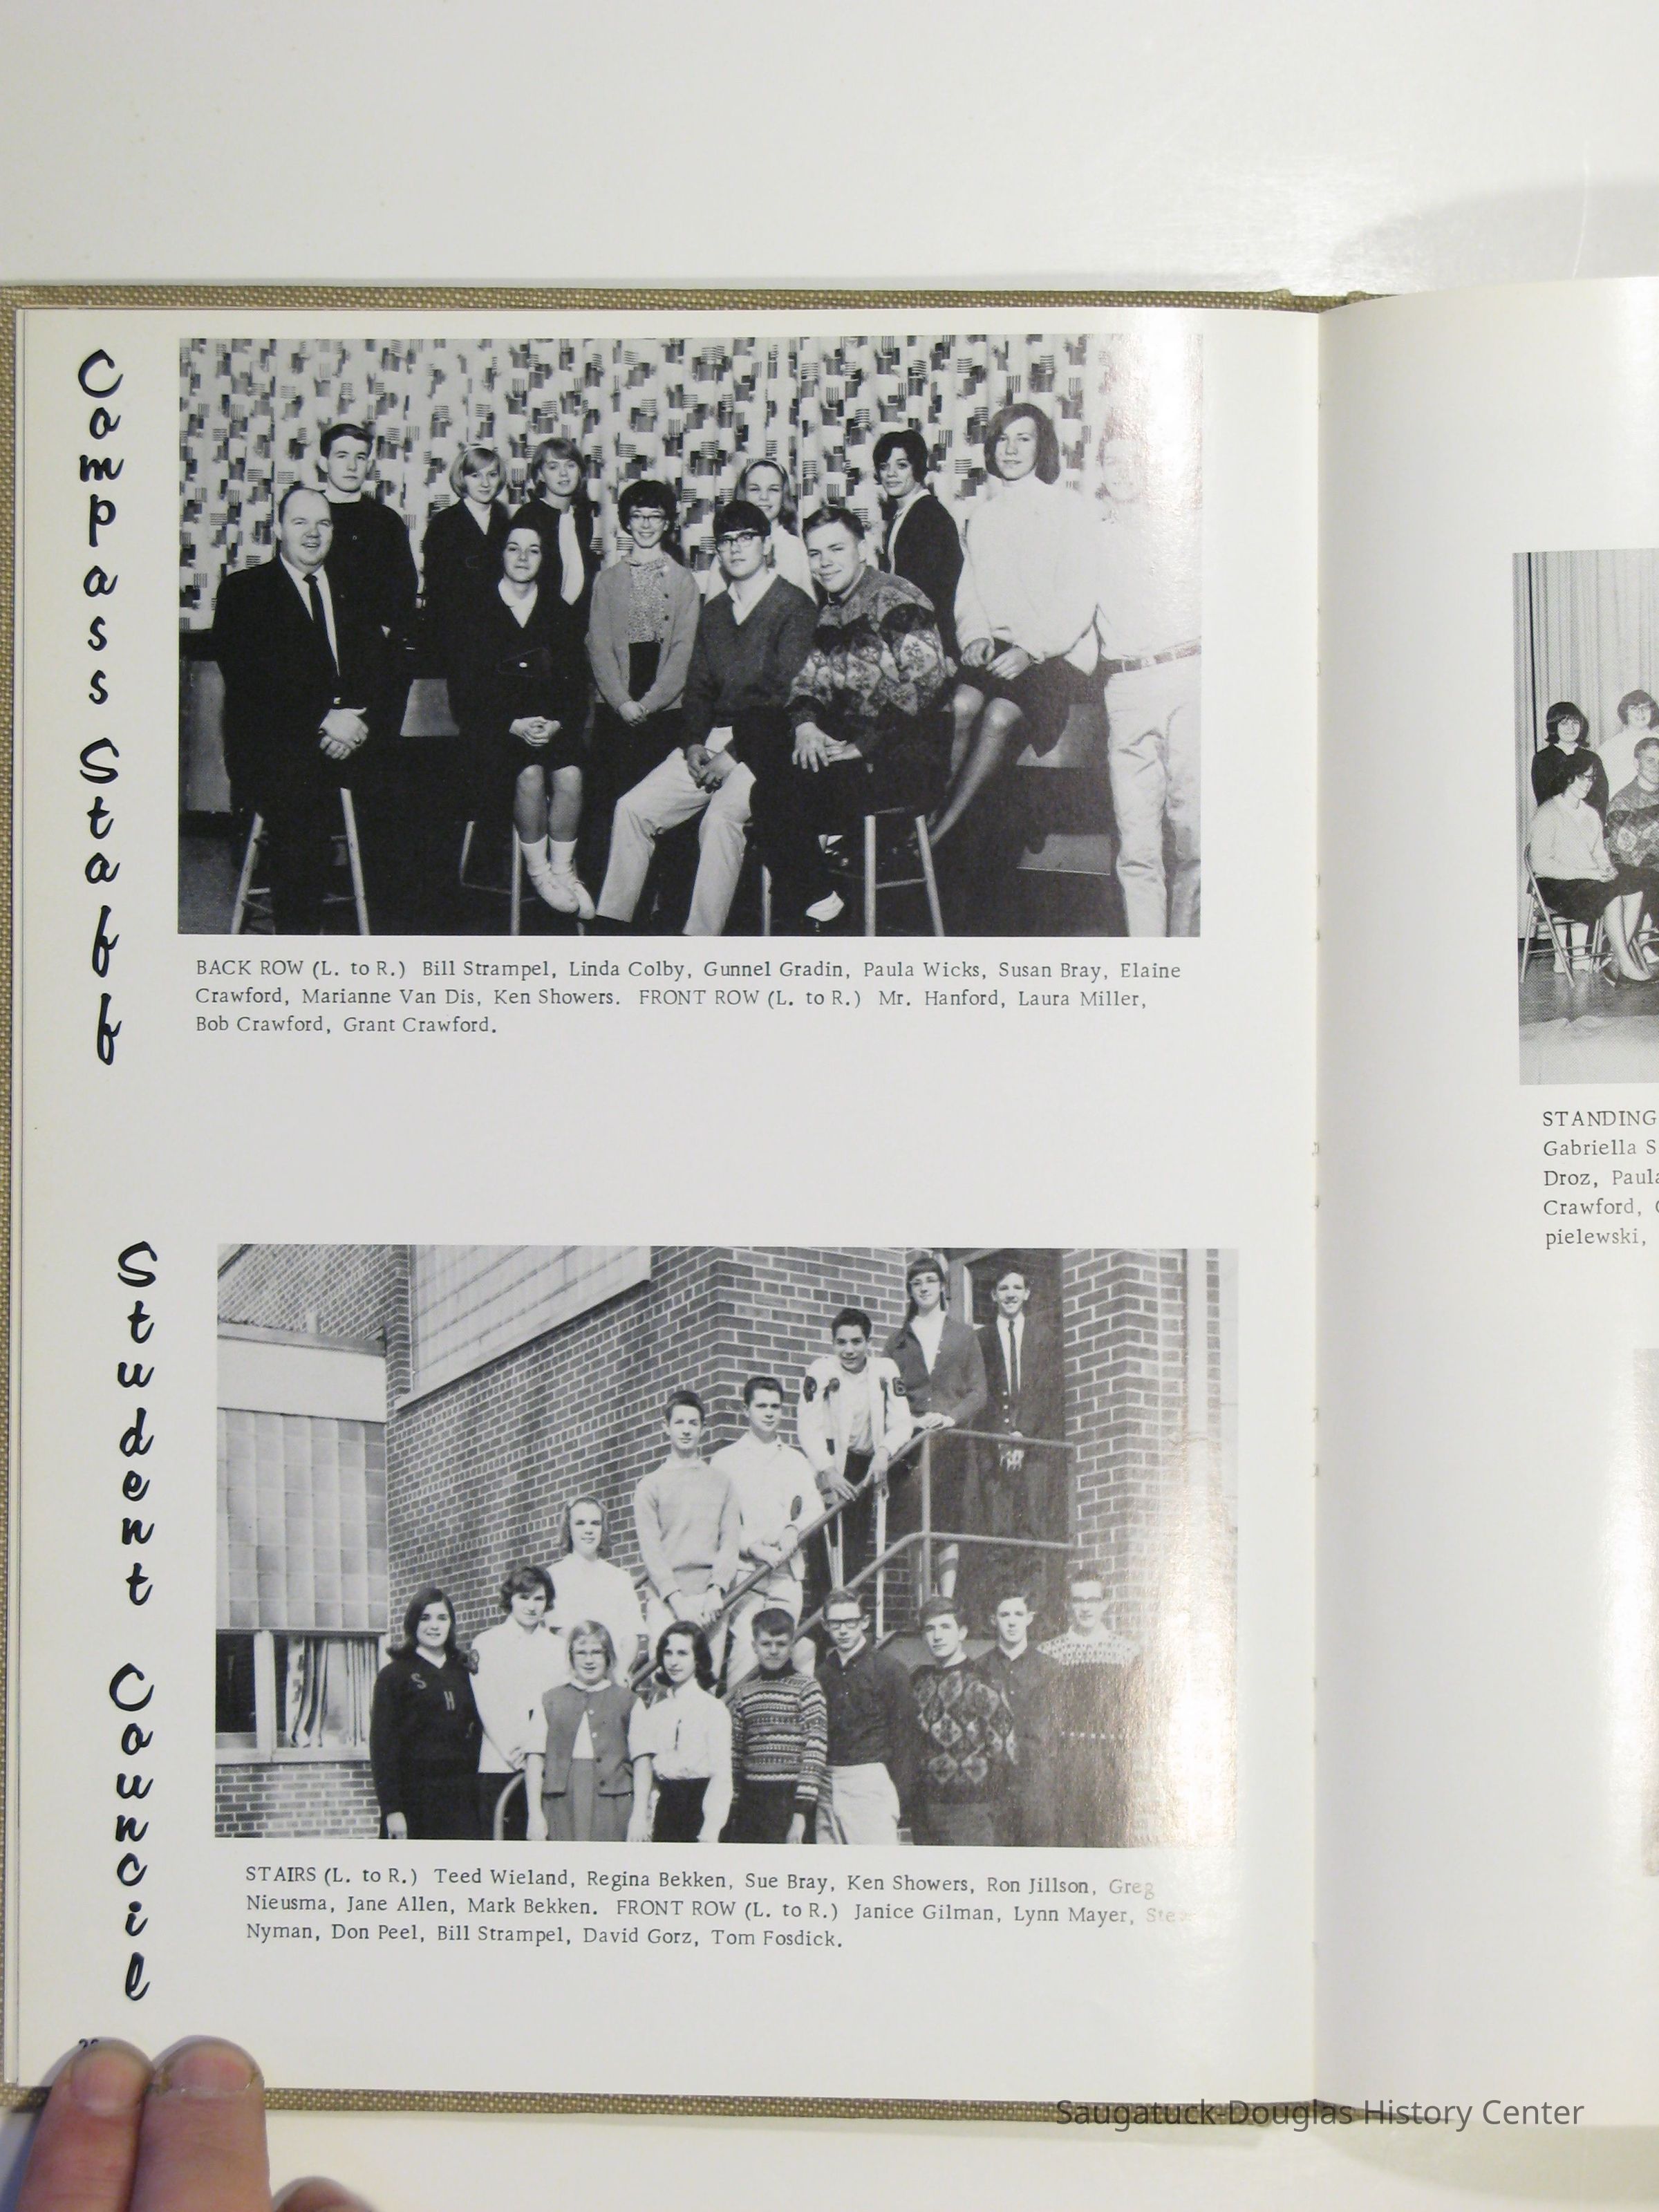 Compass Staff
BACK ROW (L. to R.) Bill Strampel, Linda Colby, Gunnel Gradin, Paula Wicks, Susan Bray, Elaine
Crawford, Marianne Van Dis, Ken Showers. FRONT ROW (L. to R.) Mr. Hanford, Laura Miller,
Bob Crawford, Grant Crawford.
Student Council
STAIRS (L. to R.) Teed Wieland, Regina Bekken, Sue Bray, Ken Showers, Ron Jillson, Greg
Nieusma, Jane Allen, Mark Bekken. FRONT ROW (L. to R.) Janice Gilman, Lynn Mayer,
Nyman, Don Peel, Bill Strampel, David Gorz, Tom Fosdick.
STANDING
Gabriella S
Droz, Paula
Crawford,
pielewski,
Saugatuck-Douglas History Center